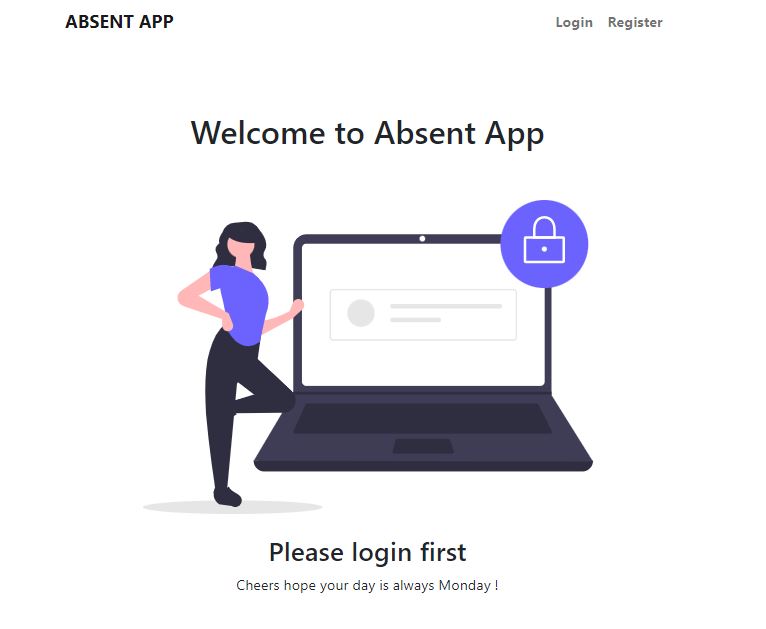 ABSENT APP
Login Register
Welcome to Absent App
Please login first
Cheers hope your day is always Monday !